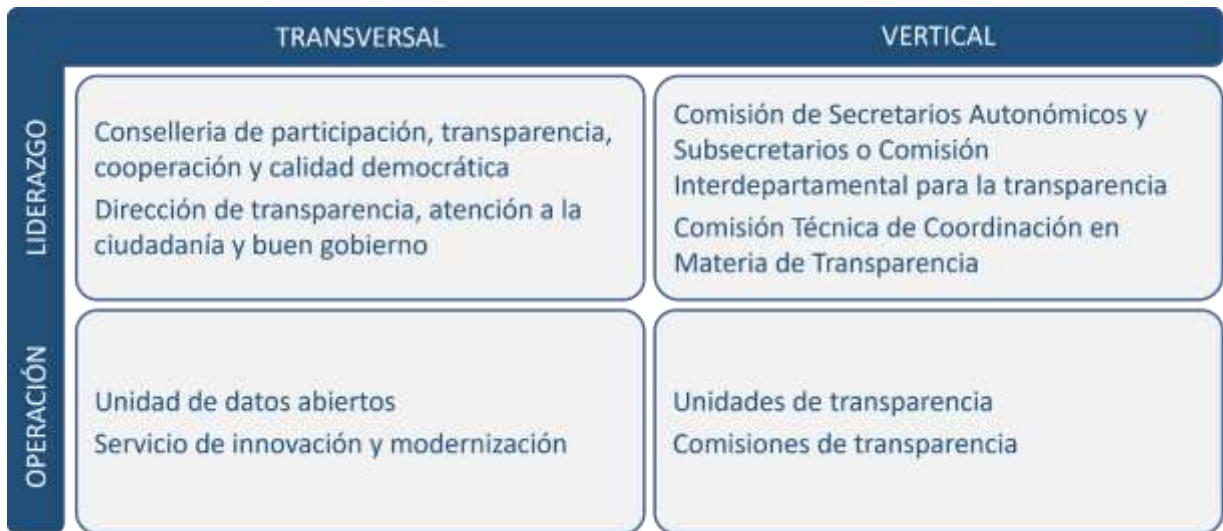 TRANSVERSAL
VERTICAL
LIDERAZGO
Conselleria de participación, transparencia,
cooperación y calidad democrática
Dirección de transparencia, atención a la
ciudadanía y buen gobierno
Comisión de Secretarios Autonómicos y
Subsecretarios o Comisión
Interdepartamental para la transparencia
Comisión Técnica de Coordinación en
Materia de Transparencia
OPERACIÓN
Unidad de datos abiertos
Servicio de innovación y modernización
Unidades de transparencia
Comisiones de transparencia